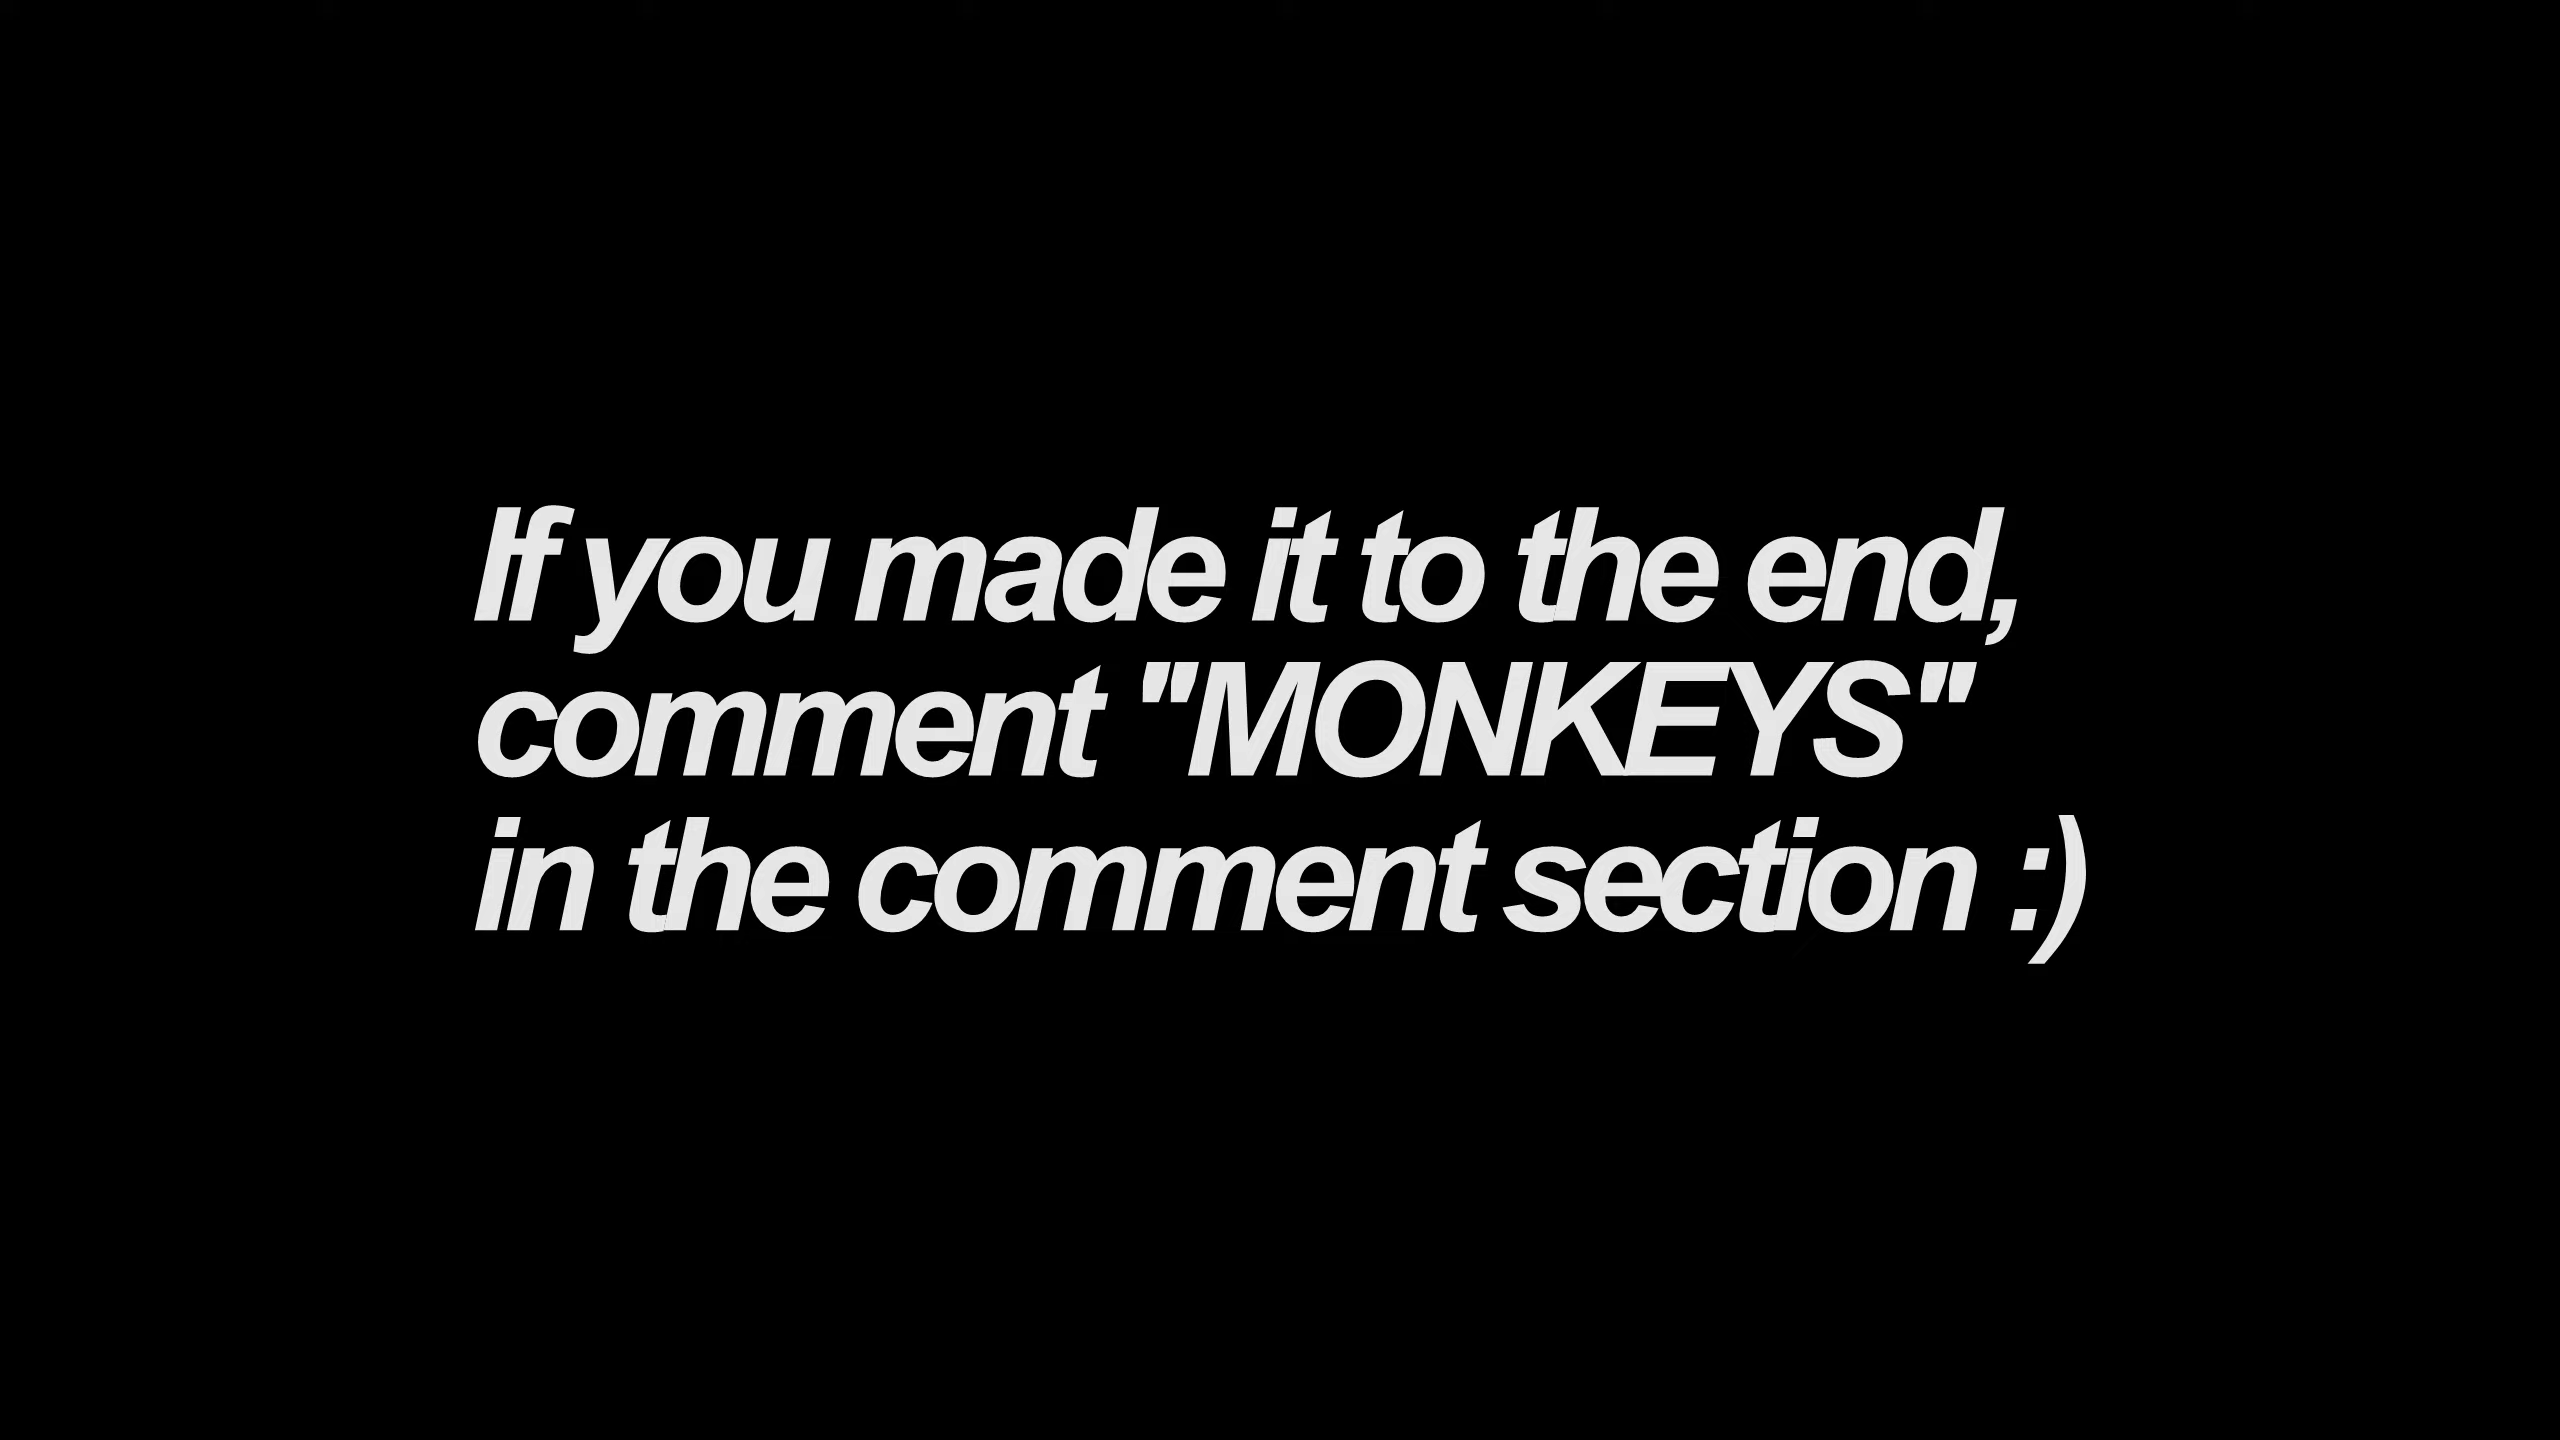 If you made it to the end,
comment "MONKEYS"
in the comment section :)